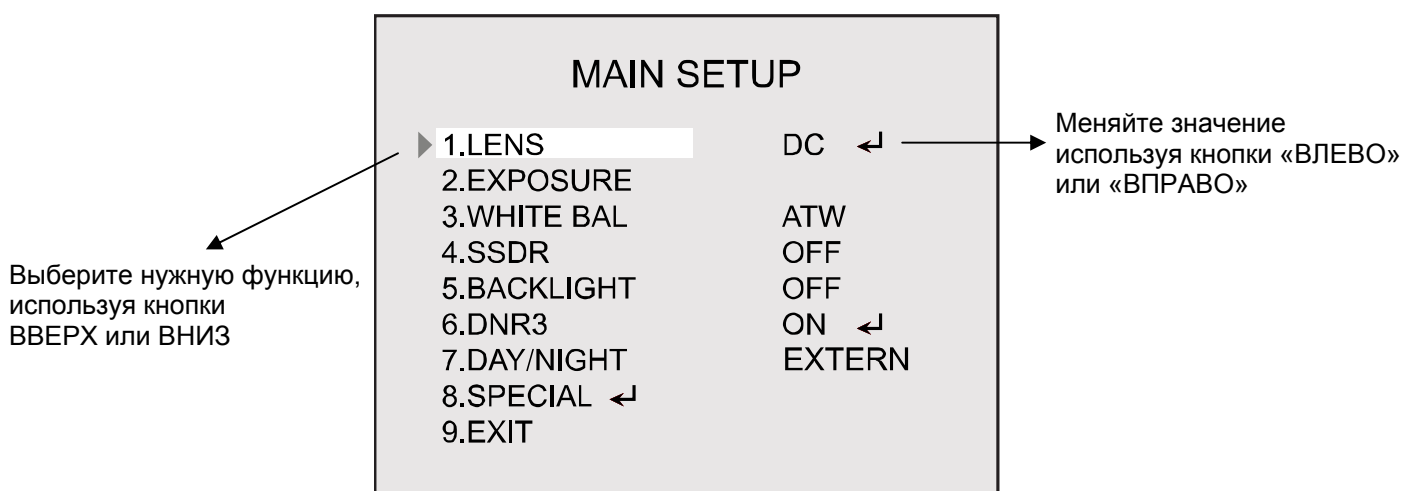 MAIN SETUP
1.LENS DC ↲
2.EXPOSURE
3.WHITE BAL ATW
4.SSDR OFF
5.BACKLIGHT OFF
6.DNR3 ON ↲
7.DAY/NIGHT EXTERN
8.SPECIAL ↲
9.EXIT
Выберите нужную функцию,
используя кнопки
ВВЕРХ или ВНИЗ
Меняйте значение
используя кнопки «ВЛЕВО»
или «ВПРАВО»